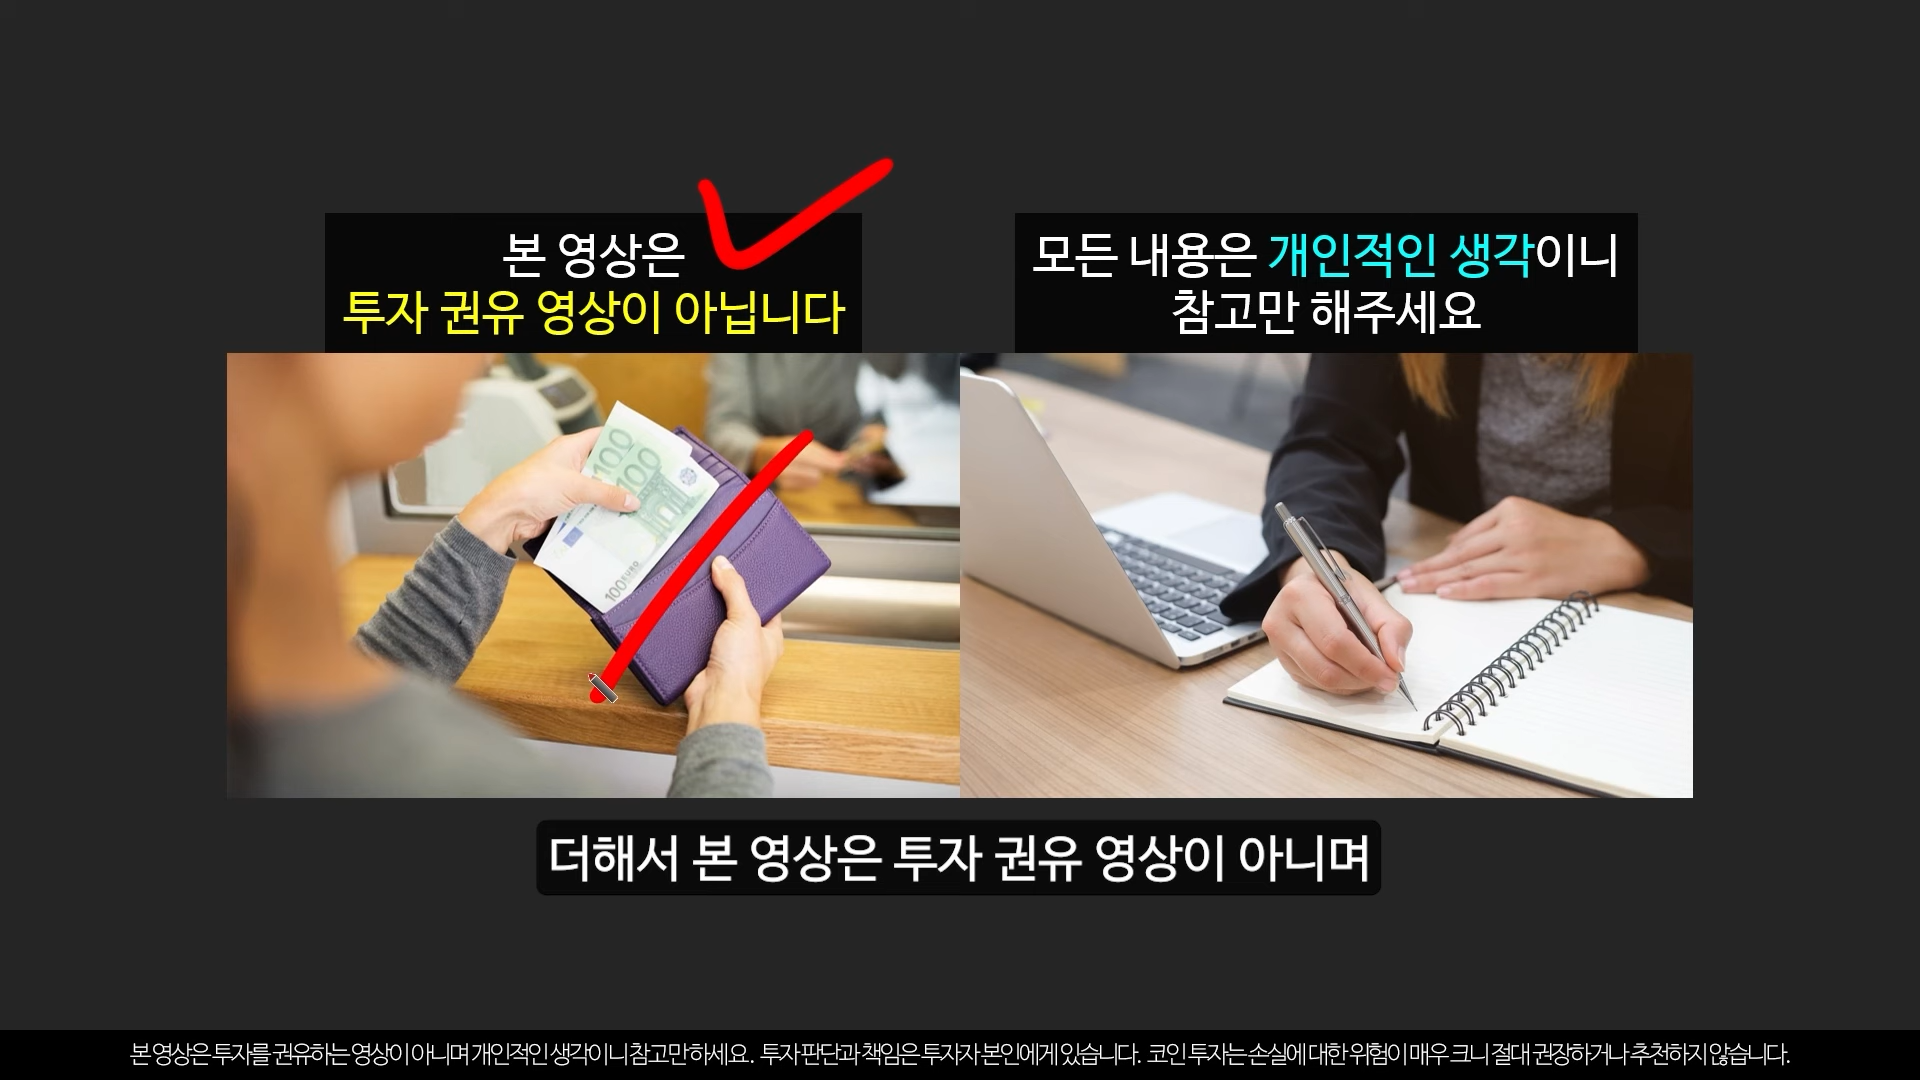 본 영상은
투자 권유 영상이 아닙니다
모든 내용은 개인적인 생각이니
참고만 해주세요
100
100
100 EURO
더해서 본 영상은 투자 권유 영상이 아니며
본 영상은 투자를 권유하는 영상이 아니며 개인적인 생각이니 참고만 하세요. 투자 판단과 책임은 투자자 본인에게 있습니다. 코인 투자는 손실에 대한 위험이 매우 크니 절대 권장하거나 추천하지 않습니다.